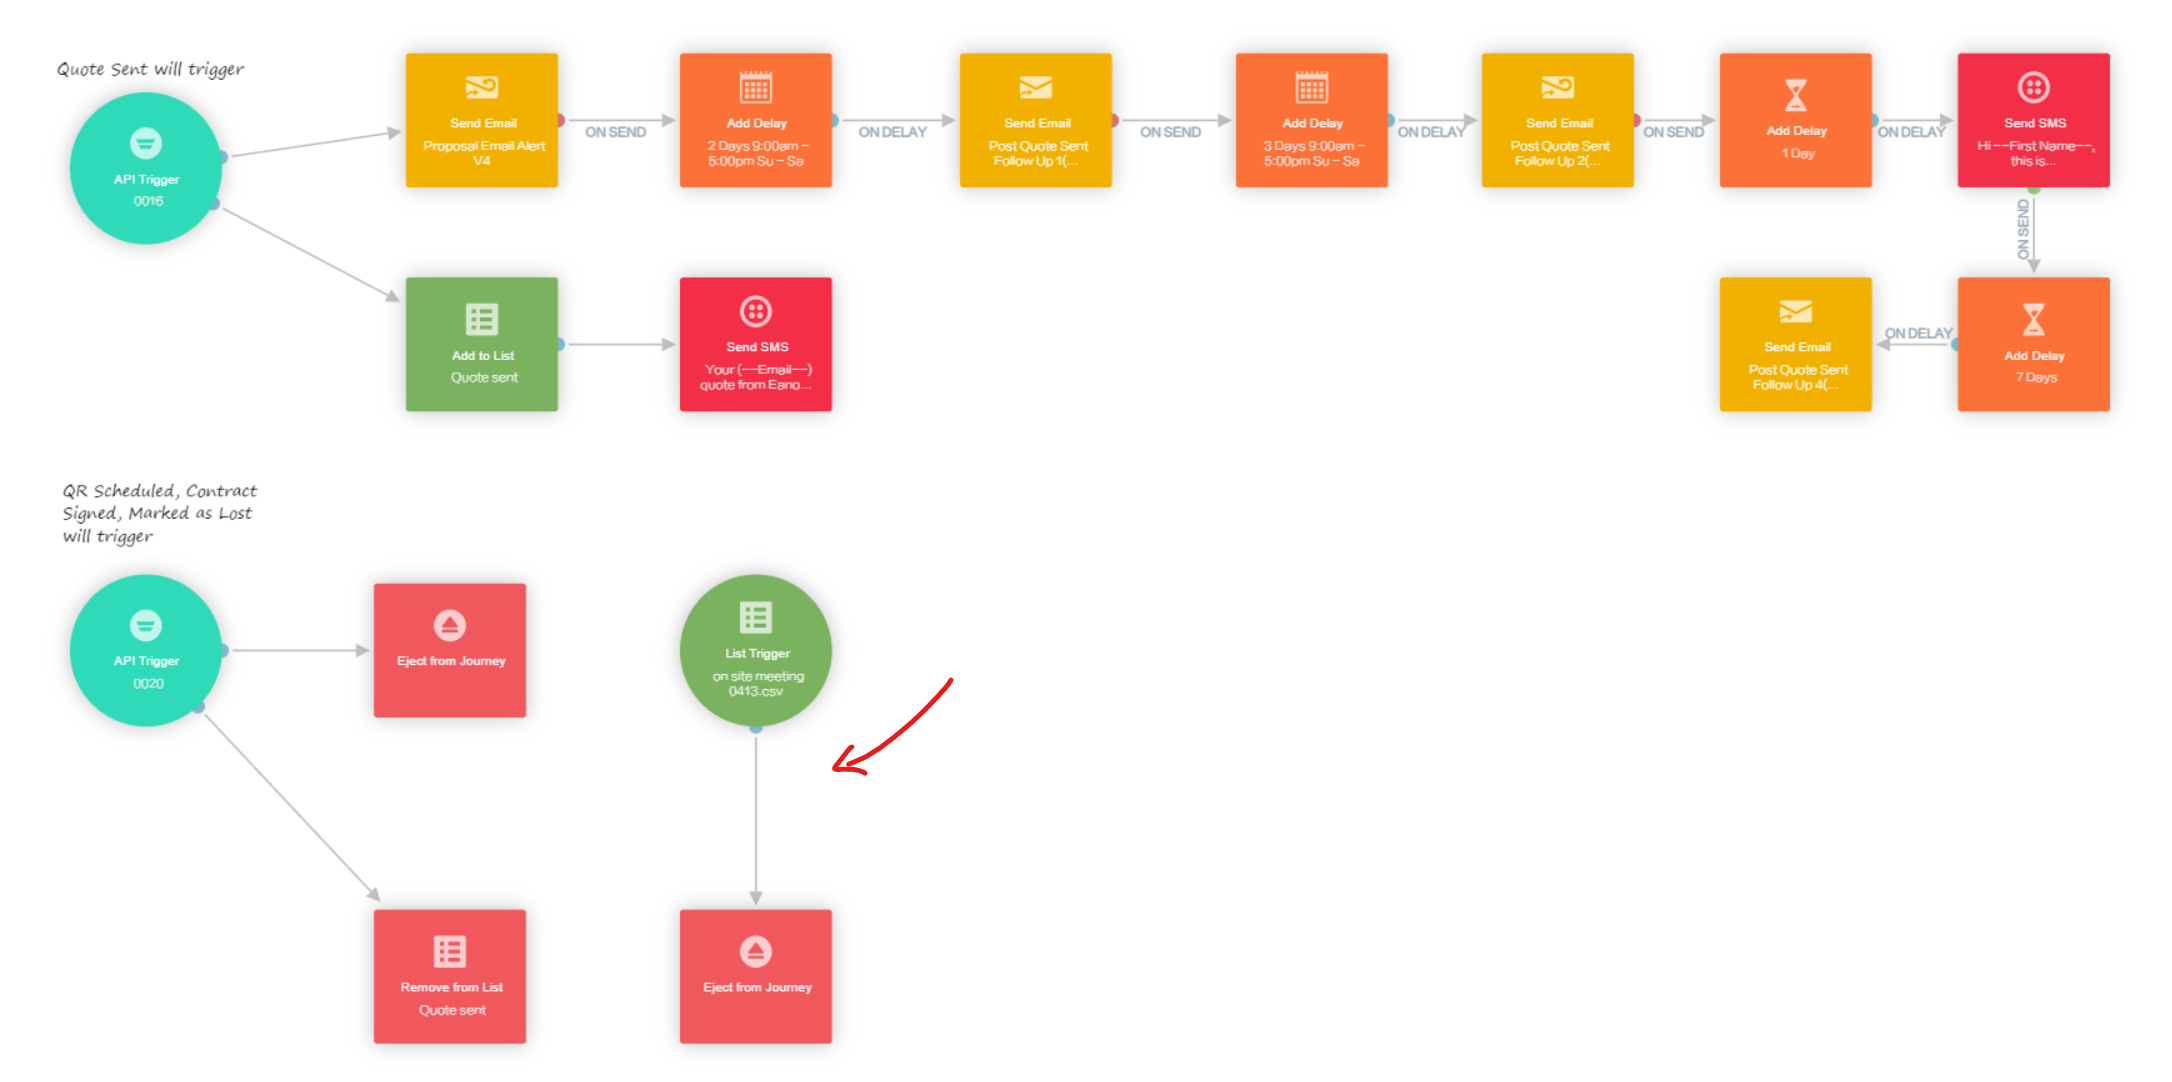 Quote Sent will trigger
API Trigger
0016
Send Email
Proposal Email Alert
V4
ON SEND
Add Delay
2 Days 9:00am –
5:00pm Su – Sa
ON DELAY
Send Email
Post Quote Sent
Follow Up 1(...
ON SEND
Add Delay
3 Days 9:00am –
5:00pm Su – Sa
ON DELAY
Send Email
Post Quote Sent
Follow Up 2(...
ON SEND
Add Delay
1 Day
ON DELAY
Send SMS
Hi --First Name--,
this is...
ON SEND
Add to List
Quote sent
Send SMS
Your (--Email--)
quote from Eano...
Send Email
Post Quote Sent
Follow Up 4(...
ON DELAY
Add Delay
7 Days
QR Scheduled, Contract
Signed, Marked as Lost
will trigger
API Trigger
0020
Eject from Journey
List Trigger
on site meeting
0413.csv
Remove from List
Quote sent
Eject from Journey